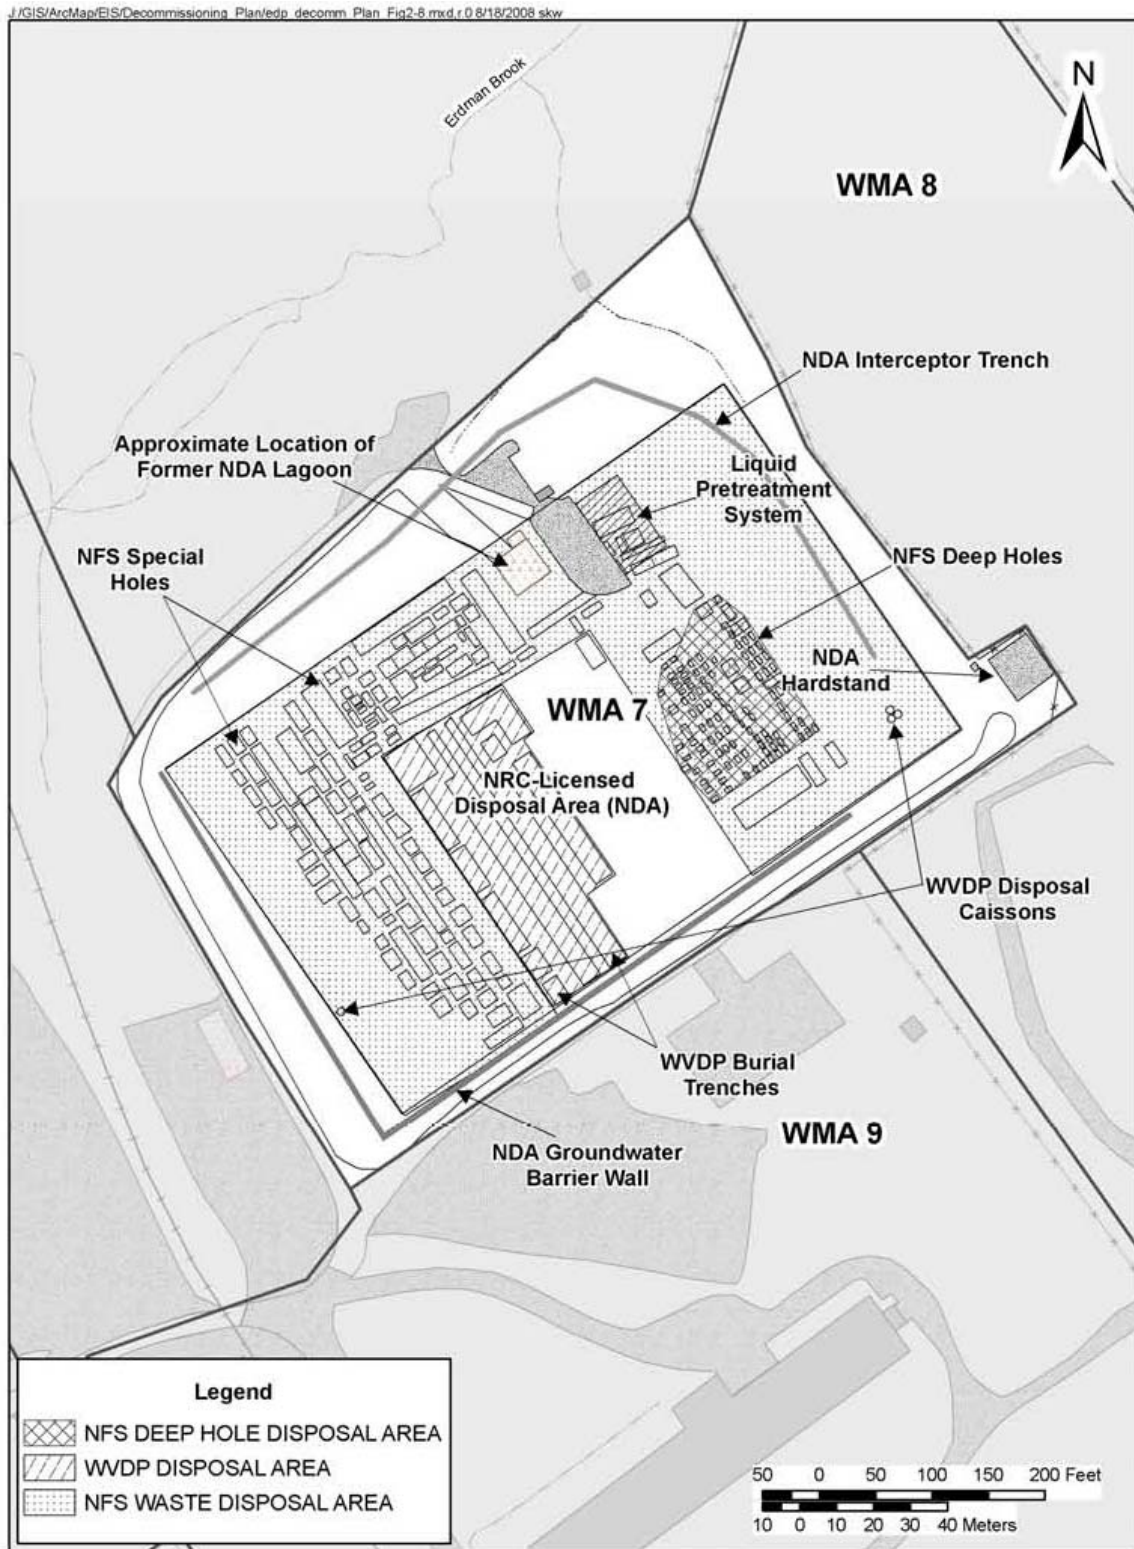 J:/GIS/ArcMap/EIS/Decommissioning_Plan/edp_decomm_Plan_Fig2-8.mxd,r.0 8/18/2008 skw
Erdman Brook
N
WMA 8
NDA Interceptor Trench
Approximate Location of
Former NDA Lagoon
Liquid
Pretreatment
System
NFS Special
Holes
NFS Deep Holes
NDA
Hardstand
WMA 7
NRC-Licensed
Disposal Area (NDA)
WVDP Disposal
Caissons
WVDP Burial
Trenches
WMA 9
NDA Groundwater
Barrier Wall
Legend
NFS DEEP HOLE DISPOSAL AREA
WVDP DISPOSAL AREA
NFS WASTE DISPOSAL AREA
50 0 50 100 150 200 Feet
10 0 10 20 30 40 Meters